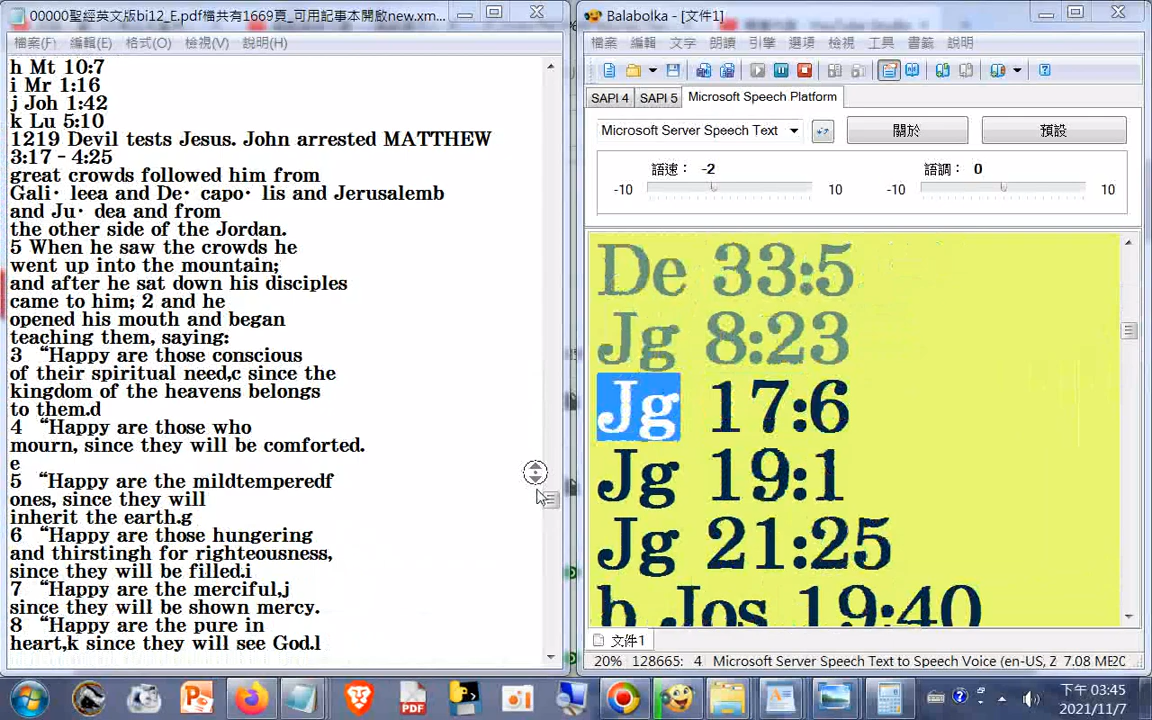 00000聖經英文版bi12_E.pdf檔共有1669頁_可用記事本開啟new.xm...
檔案(F) 編輯(E) 格式(O) 檢視(V) 說明(H)
h Mt 10:7
i Mr 1:16
j Joh 1:42
k Lu 5:10
1219 Devil tests Jesus. John arrested MATTHEW
3:17 - 4:25
great crowds followed him from
Gali· leea and De· capo· lis and Jerusalemb
and Ju· dea and from
the other side of the Jordan.
5 When he saw the crowds he
went up into the mountain;
and after he sat down his disciples
came to him; 2 and he
opened his mouth and began
teaching them, saying:
3 “Happy are those conscious
of their spiritual need,c since the
kingdom of the heavens belongs
to them.d
4 “Happy are those who
mourn, since they will be comforted.
e
5 “Happy are the mildtemperedf
ones, since they will
inherit the earth.g
6 “Happy are those hungering
and thirstingh for righteousness,
since they will be filled.i
7 “Happy are the merciful,j
since they will be shown mercy.
8 “Happy are the pure in
heart,k since they will see God.l
Balabolka - [文件1]
檔案 編輯 文字 朗讀 引擎 選項 檢視 工具 書籤 說明
SAPI 4 SAPI 5 Microsoft Speech Platform
Microsoft Server Speech Text 關於 預設
語速: -2 語調: 0
-10 10 -10 10
De 33:5
Jg 8:23
Jg 17:6
Jg 19:1
Jg 21:25
b Jos 19:40
文件1
20% 128665: 4 Microsoft Server Speech Text to Speech Voice (en-US, Z 7.08 ME20
PDF
下午 03:45
2021/11/7